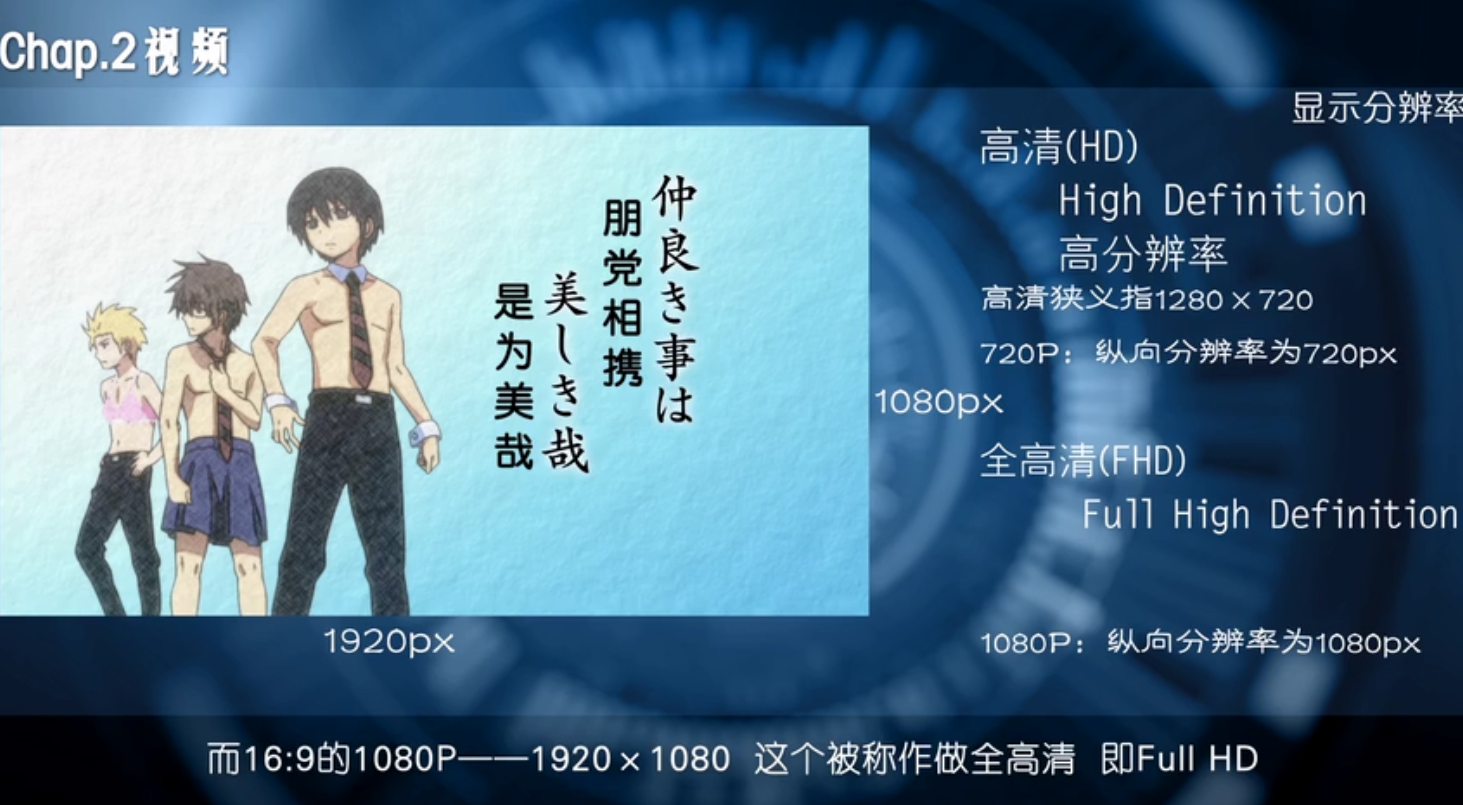 Chap.2视频
显示分辨率
高清(HD)
High Definition
高分辨率
高清狭义指1280×720
720P：纵向分辨率为720px
仲良き事は
朋党相携
美しき哉
是为美哉
1080px
全高清(FHD)
Full High Definition
1920px
1080P：纵向分辨率为1080px
而16:9的1080P——1920×1080 这个被称作做全高清 即Full HD